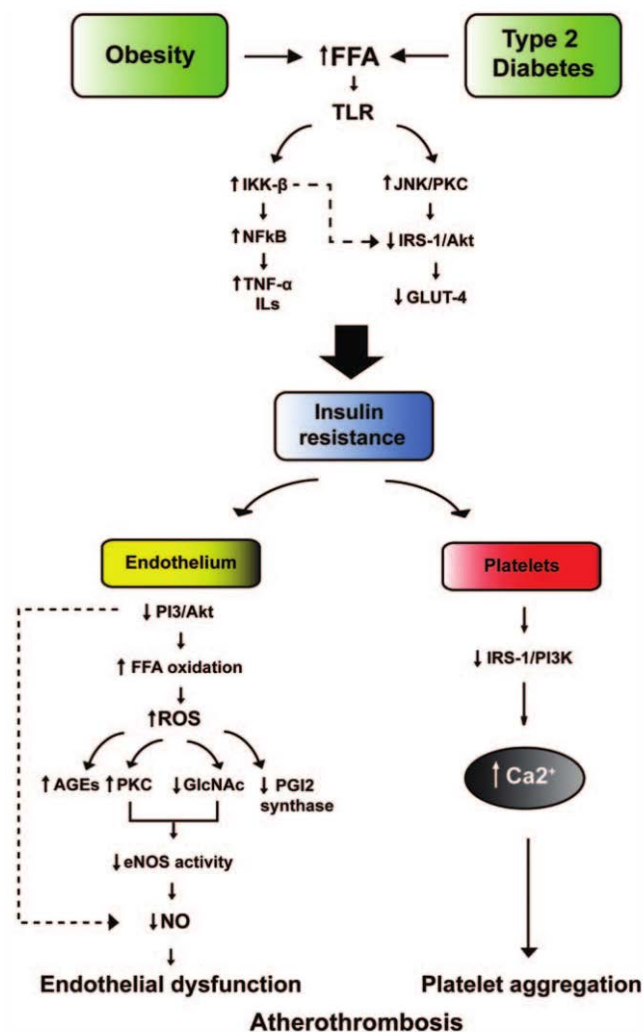 Obesity
↑FFA
Type 2
Diabetes
TLR
↑IKK-β
↑JNK/PKC
↑NFkB
↓IRS-1/Akt
↑TNF-α
ILs
↓GLUT-4
Insulin
resistance
Endothelium
Platelets
↓PI3/Akt
↓IRS-1/PI3K
↑FFA oxidation
↑ROS
↑AGEs ↑PKC ↓GlcNAc ↓PGI2
synthase
↑Ca2⁺
↓eNOS activity
↓NO
Endothelial dysfunction
Platelet aggregation
Atherothrombosis